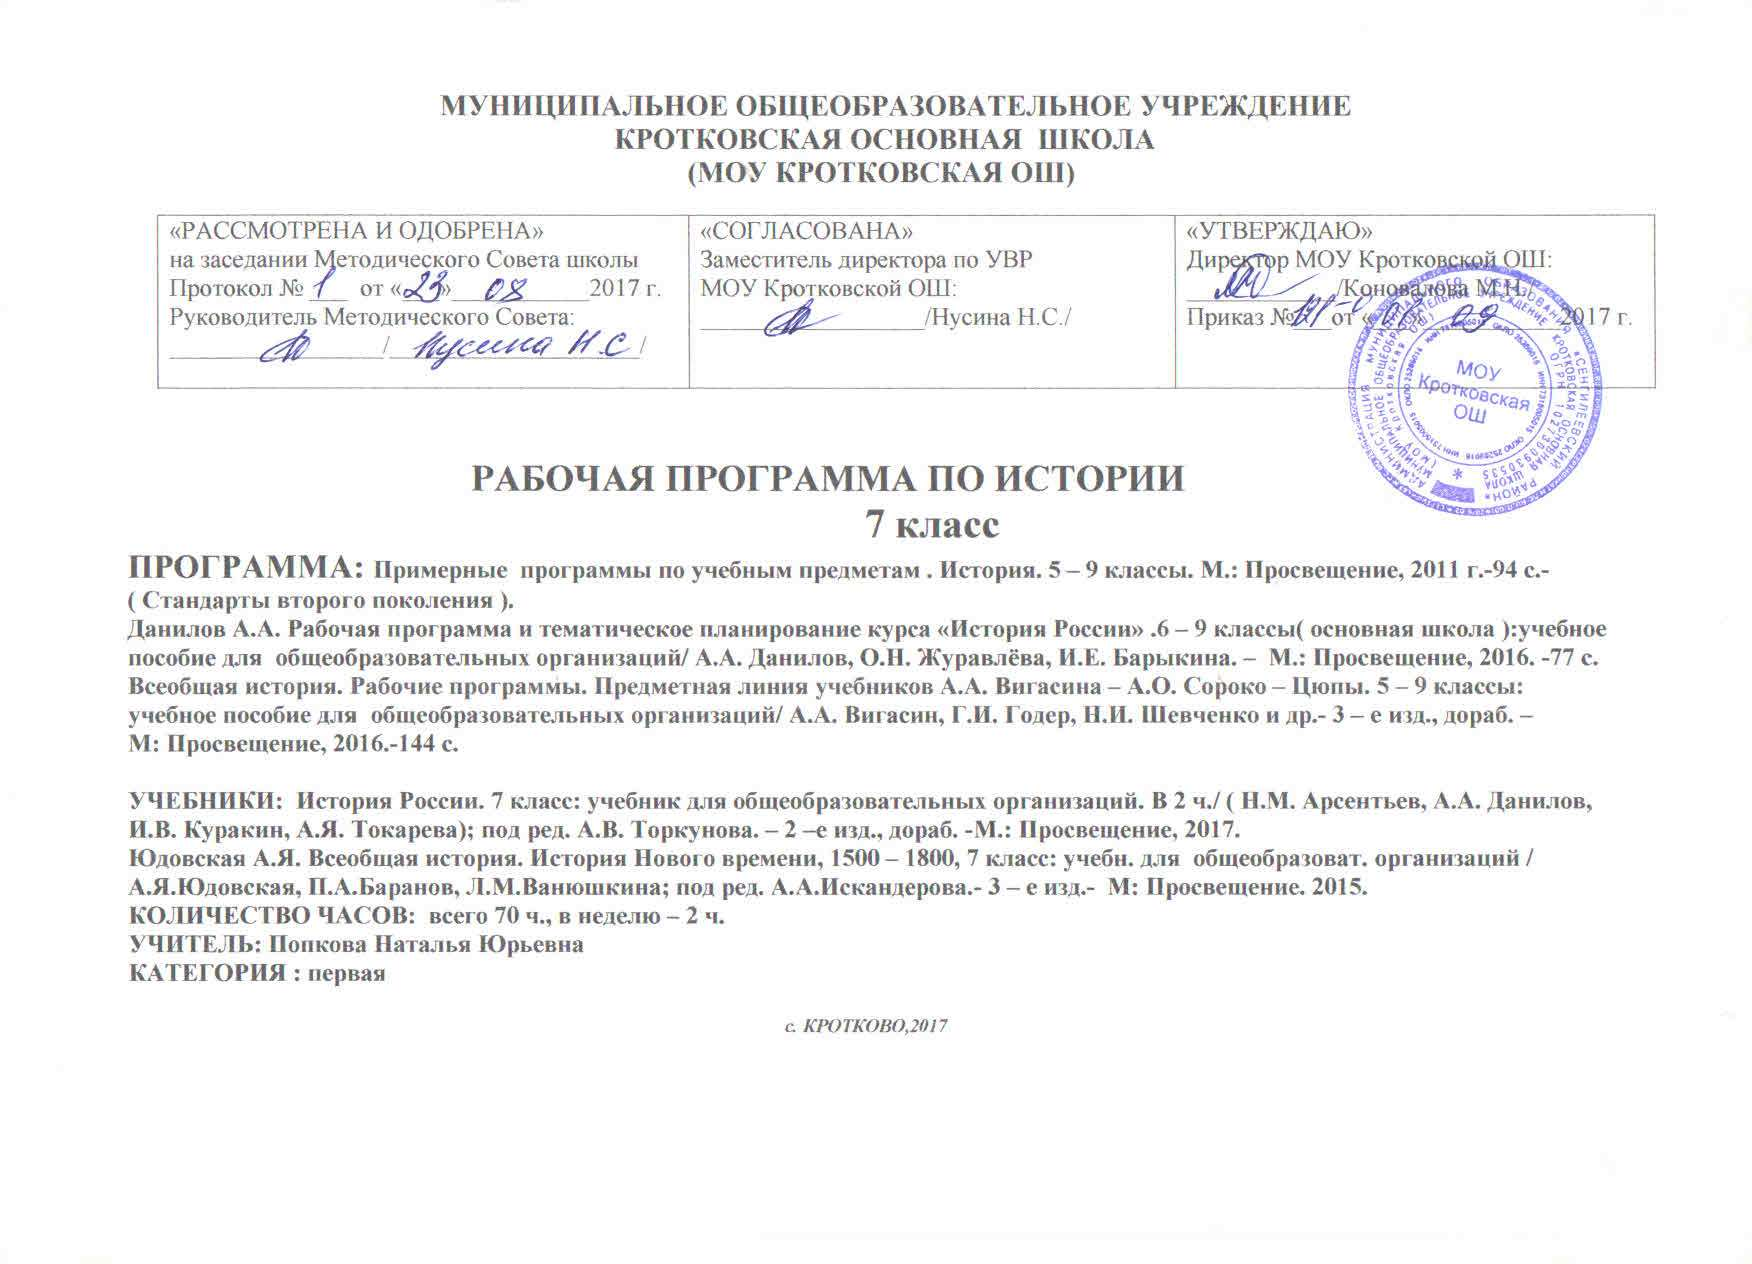 МУНИЦИПАЛЬНОЕ ОБЩЕОБРАЗОВАТЕЛЬНОЕ УЧРЕЖДЕНИЕ
КРОТКОВСКАЯ ОСНОВНАЯ ШКОЛА
(МОУ КРОТКОВСКАЯ ОШ)
«РАССМОТРЕНА И ОДОБРЕНА»
на заседании Методического Совета школы
Протокол № 1 от «23» 08 2017 г.
Руководитель Методического Совета:
/ Нусина Н.С /
«СОГЛАСОВАНА»
Заместитель директора по УВР
МОУ Кротковской ОШ:
/Нусина Н.С./
«УТВЕРЖДАЮ»
Директор МОУ Кротковской ОШ:
/Коновалова М.Н./
Приказ № от « » 09 2017 г.
МОУ
Кротковская
ОШ
РАБОЧАЯ ПРОГРАММА ПО ИСТОРИИ
7 класс
ПРОГРАММА: Примерные программы по учебным предметам . История. 5 – 9 классы. М.: Просвещение, 2011 г.-94 с.-
( Стандарты второго поколения ).
Данилов А.А. Рабочая программа и тематическое планирование курса «История России» .6 – 9 классы( основная школа ):учебное
пособие для общеобразовательных организаций/ А.А. Данилов, О.Н. Журавлёва, И.Е. Барыкина. – М.: Просвещение, 2016. -77 с.
Всеобщая история. Рабочие программы. Предметная линия учебников А.А. Вигасина – А.О. Сороко – Цюпы. 5 – 9 классы:
учебное пособие для общеобразовательных организаций/ А.А. Вигасин, Г.И. Годер, Н.И. Шевченко и др.- 3 – е изд., дораб. –
М: Просвещение, 2016.-144 с.
УЧЕБНИКИ: История России. 7 класс: учебник для общеобразовательных организаций. В 2 ч./ ( Н.М. Арсентьев, А.А. Данилов,
И.В. Куракин, А.Я. Токарева); под ред. А.В. Торкунова. – 2 –е изд., дораб. -М.: Просвещение, 2017.
Юдовская А.Я. Всеобщая история. История Нового времени, 1500 – 1800, 7 класс: учебн. для общеобразоват. организаций /
А.Я.Юдовская, П.А.Баранов, Л.М.Ванюшкина; под ред. А.А.Искандерова.- 3 – е изд.- М: Просвещение. 2015.
КОЛИЧЕСТВО ЧАСОВ: всего 70 ч., в неделю – 2 ч.
УЧИТЕЛЬ: Попкова Наталья Юрьевна
КАТЕГОРИЯ : первая
с. КРОТКОВО,2017